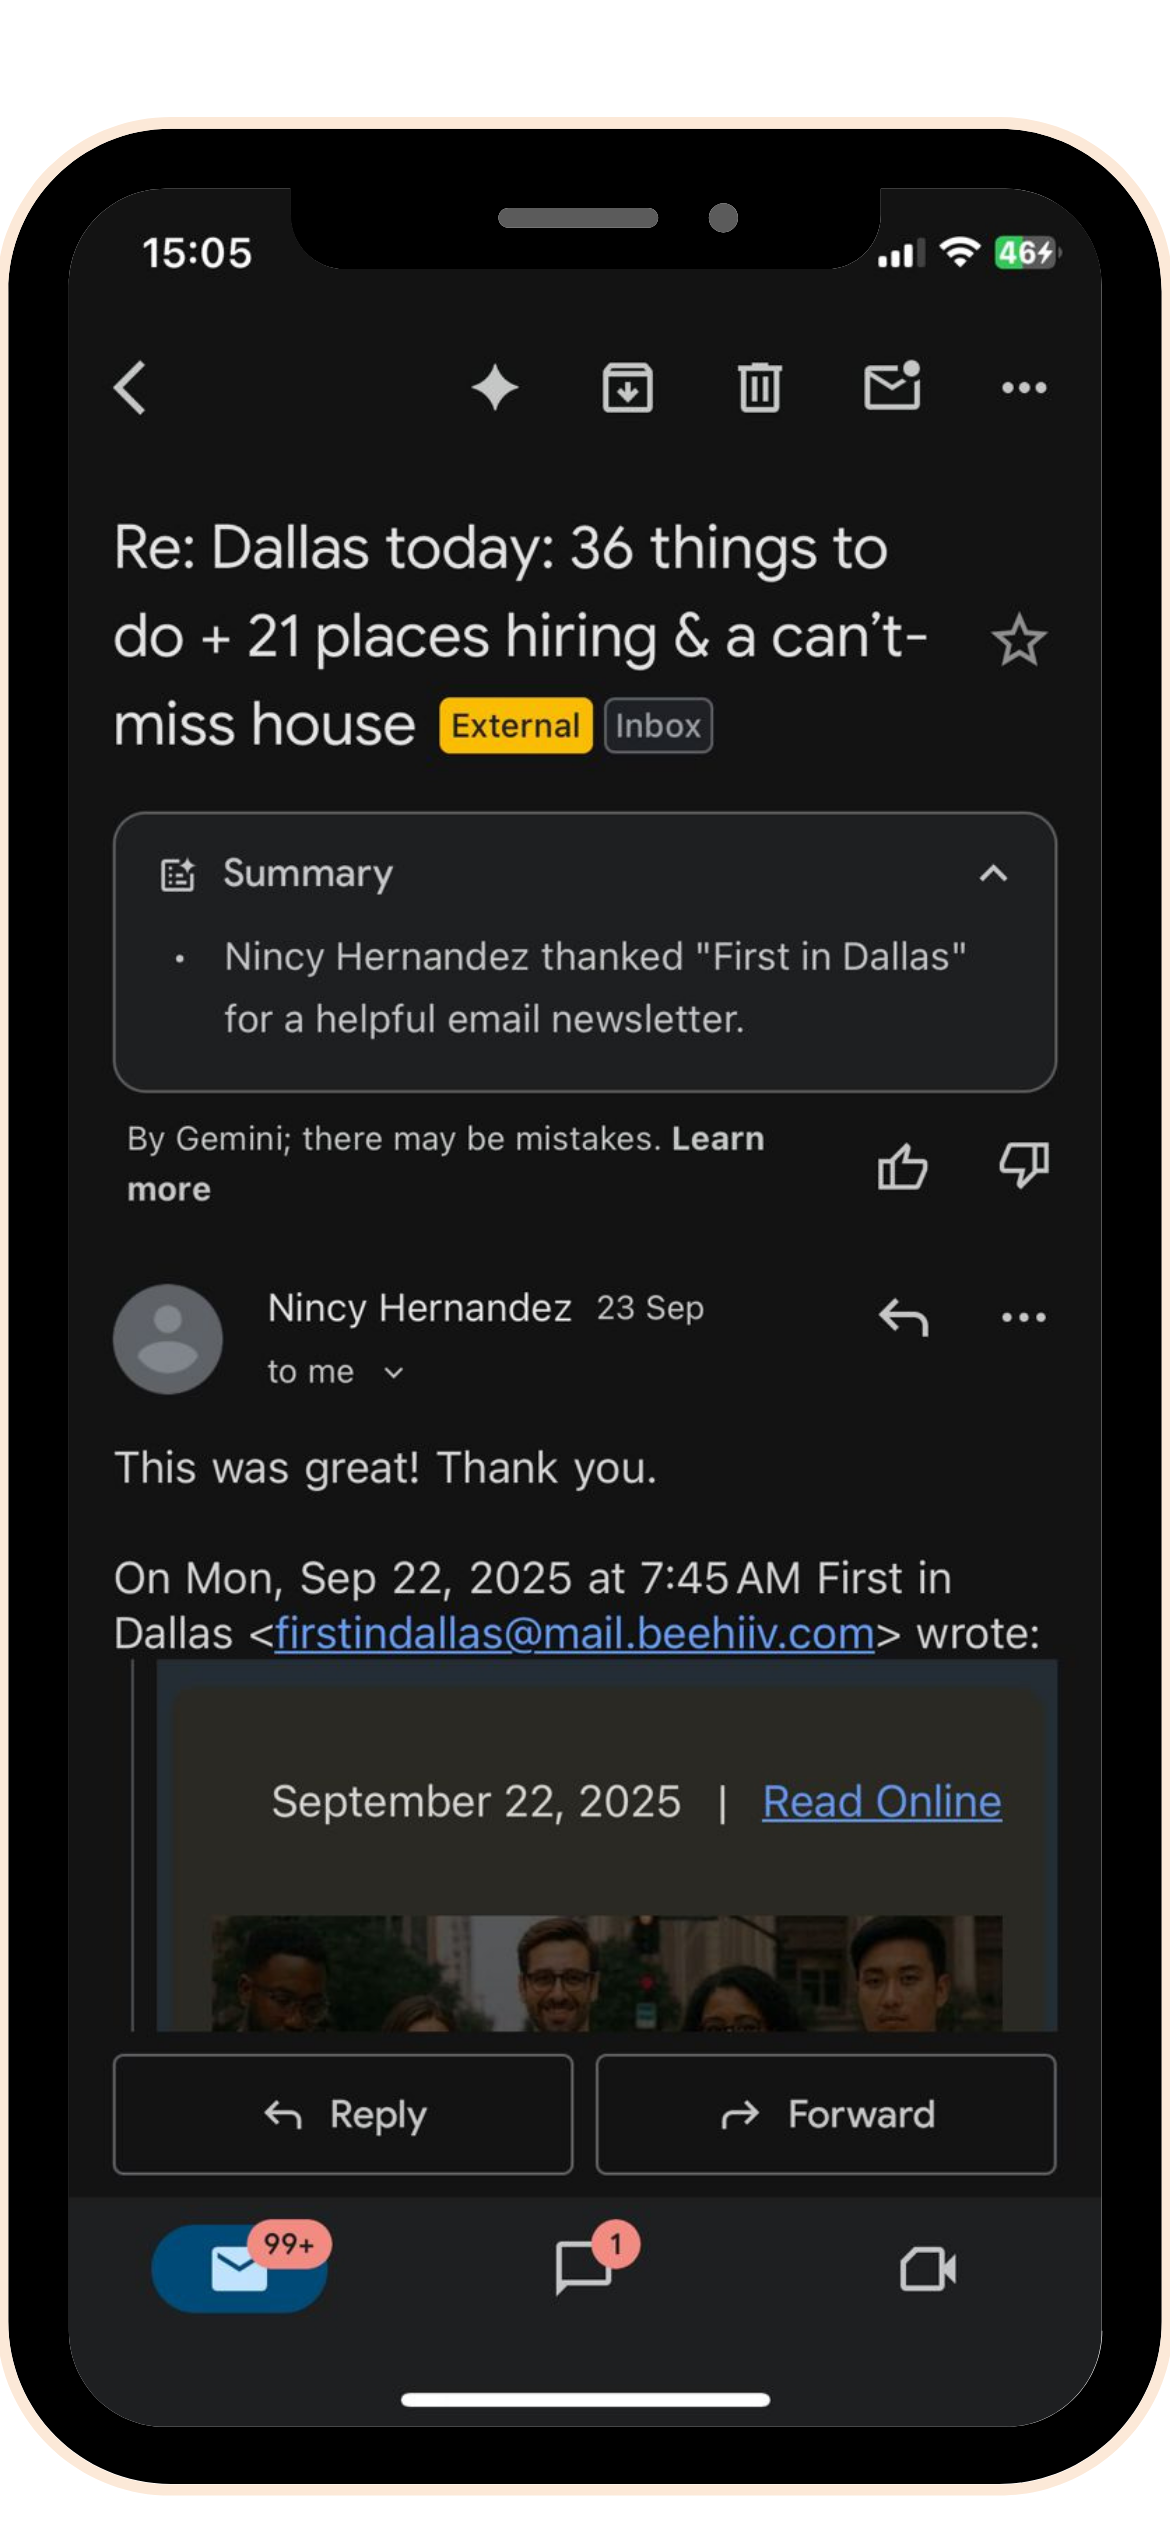 15:05
46
Re: Dallas today: 36 things to
do + 21 places hiring & a can’t-
miss house External Inbox
Summary
• Nincy Hernandez thanked "First in Dallas"
for a helpful email newsletter.
By Gemini; there may be mistakes. Learn
more
Nincy Hernandez 23 Sep
to me
This was great! Thank you.
On Mon, Sep 22, 2025 at 7:45 AM First in
Dallas <firstindallas@mail.beehiiv.com> wrote:
September 22, 2025 | Read Online
Reply
Forward
99+
1